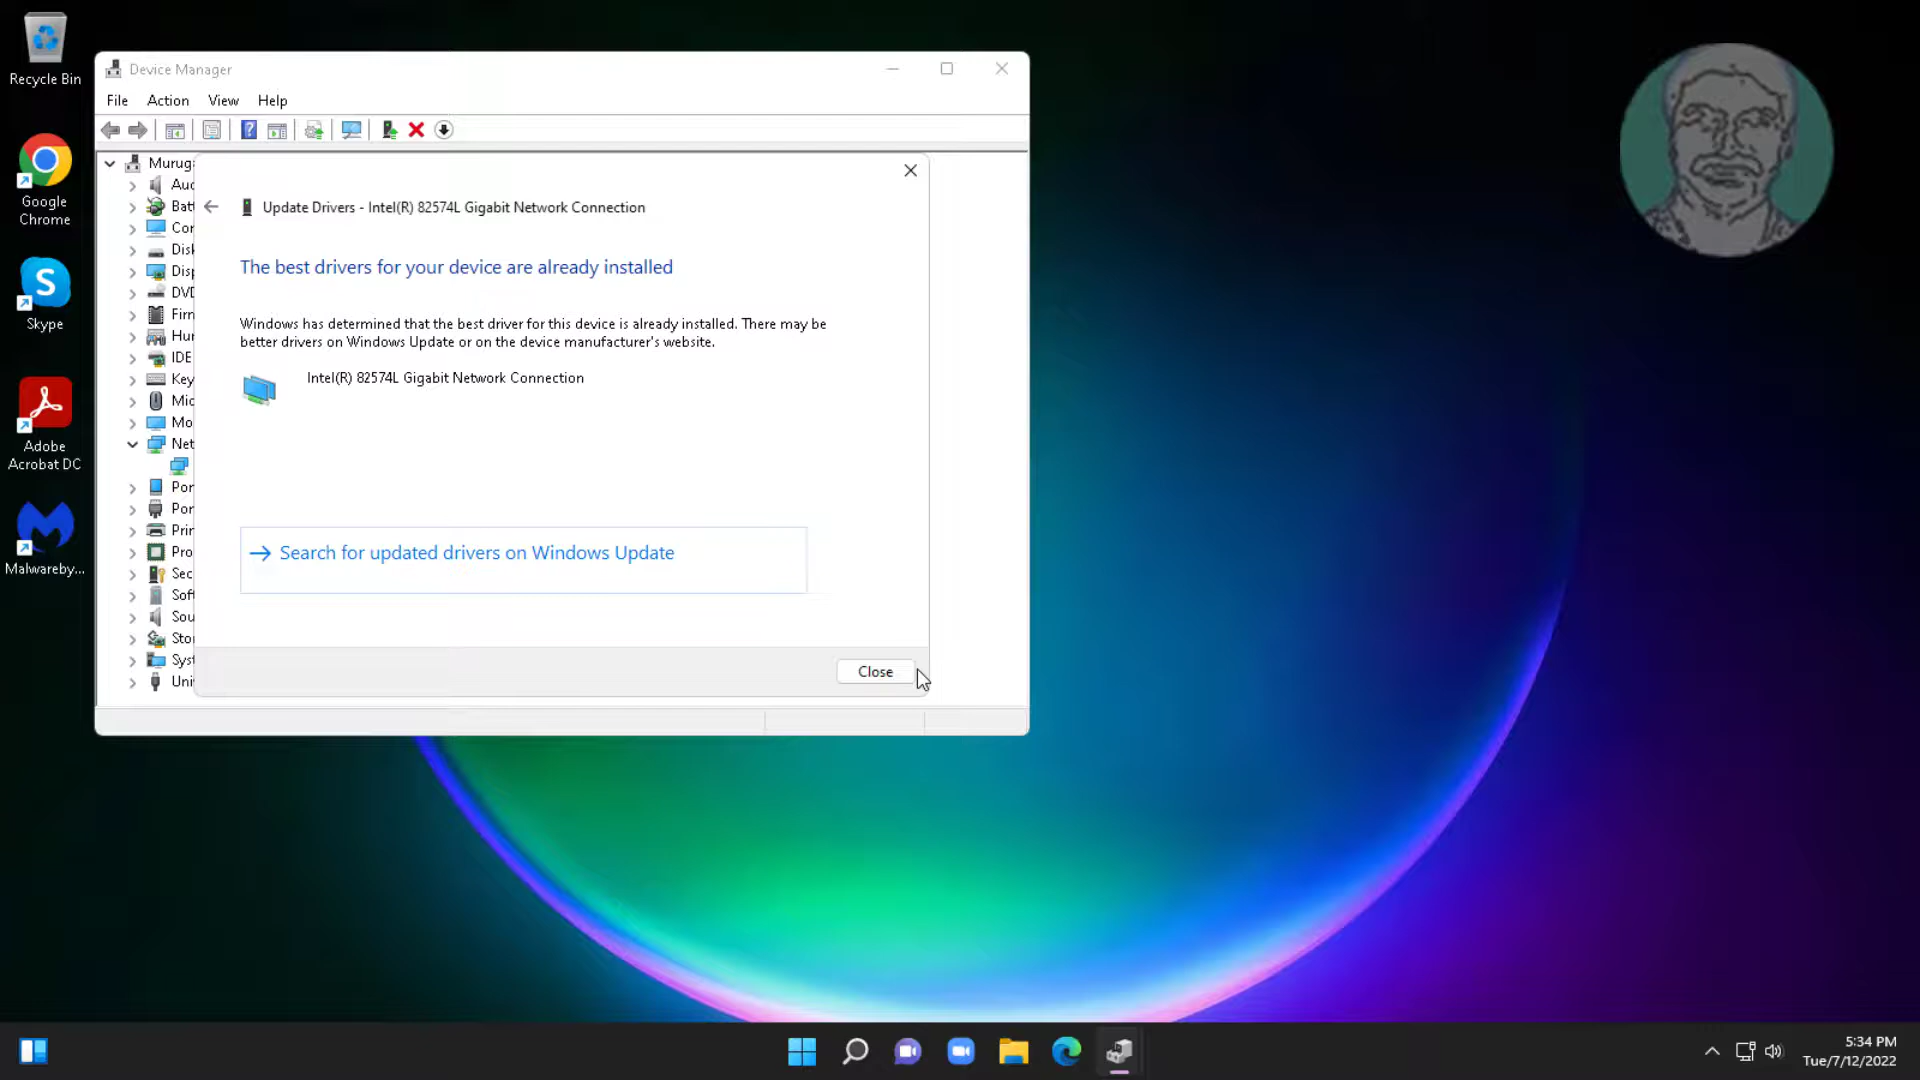 Recycle Bin
Google
Chrome
Skype
Adobe
Acrobat DC
Malwareby...
Device Manager
File Action View Help
Update Drivers - Intel(R) 82574L Gigabit Network Connection
The best drivers for your device are already installed
Windows has determined that the best driver for this device is already installed. There may be
better drivers on Windows Update or on the device manufacturer's website.
Intel(R) 82574L Gigabit Network Connection
Search for updated drivers on Windows Update
Close
Murug
Aud
Batt
Cor
Disk
Disp
DVD
Firn
Hur
IDE
Key
Mic
Mo
Net
Por
Por
Prir
Pro
Sec
Soft
Sou
Sto
Syst
Uni
5:34 PM
Tue/7/12/2022